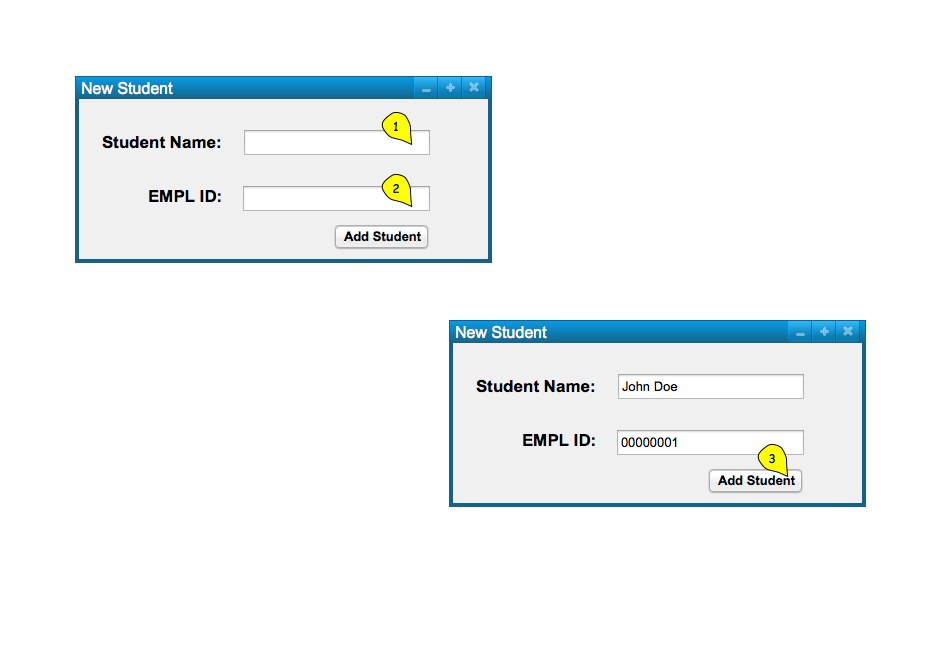 New Student
1
Student Name:
2
EMPL ID:
Add Student
New Student
Student Name: John Doe
EMPL ID: 00000001
3
Add Student